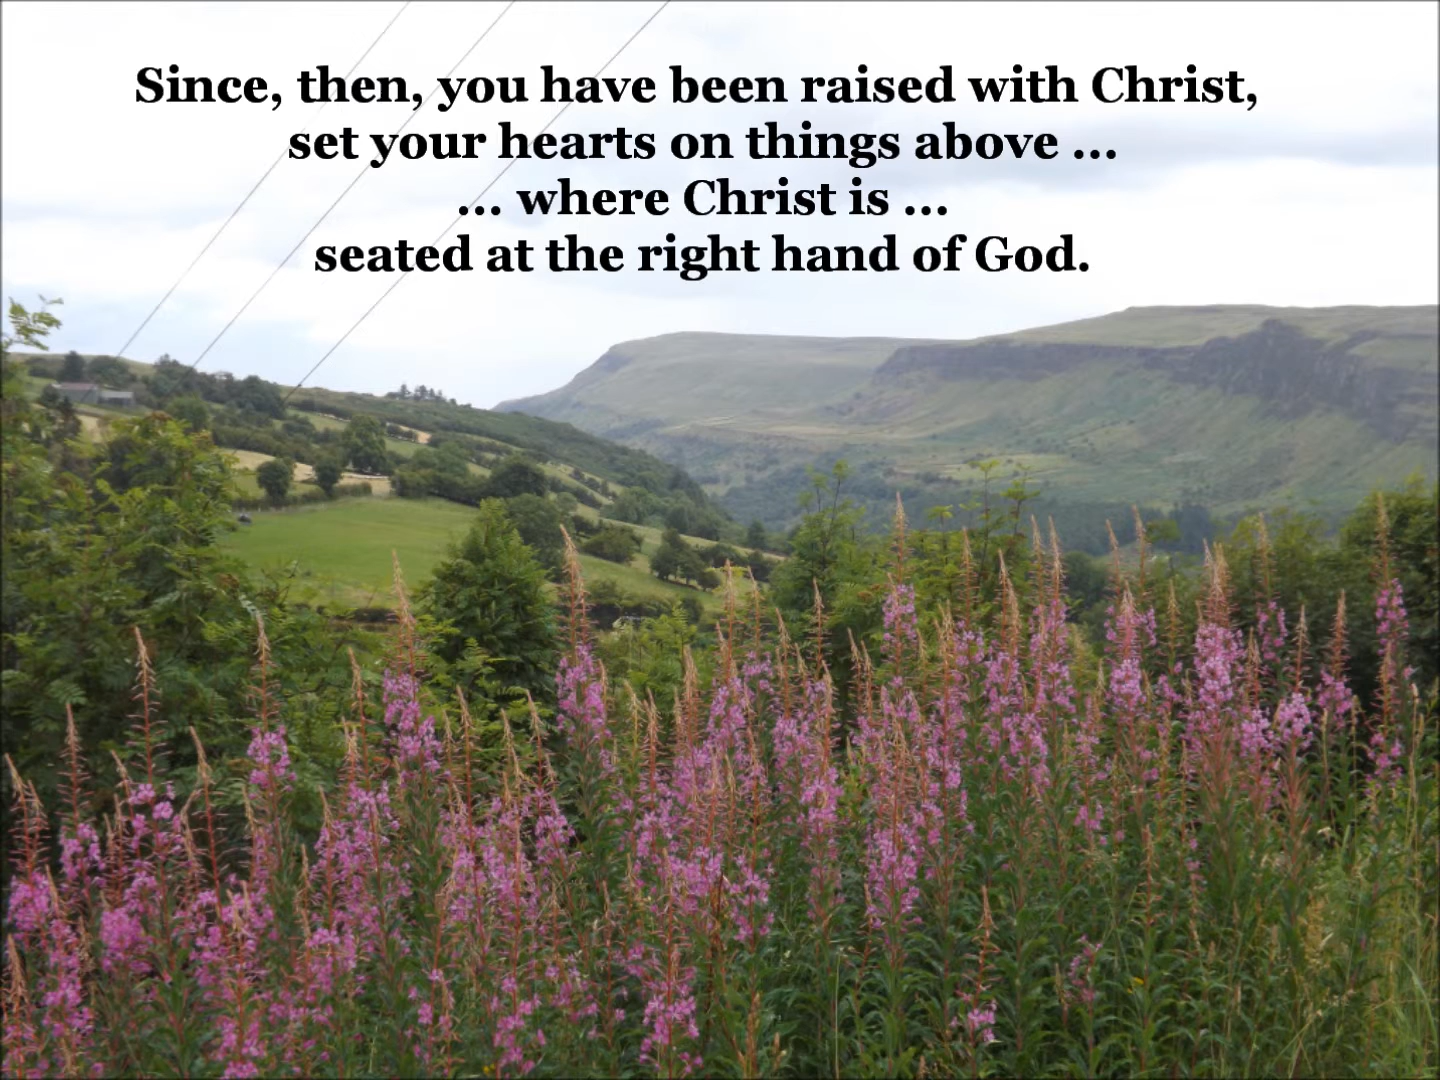 Since, then, you have been raised with Christ,
set your hearts on things above ...
... where Christ is ...
seated at the right hand of God.